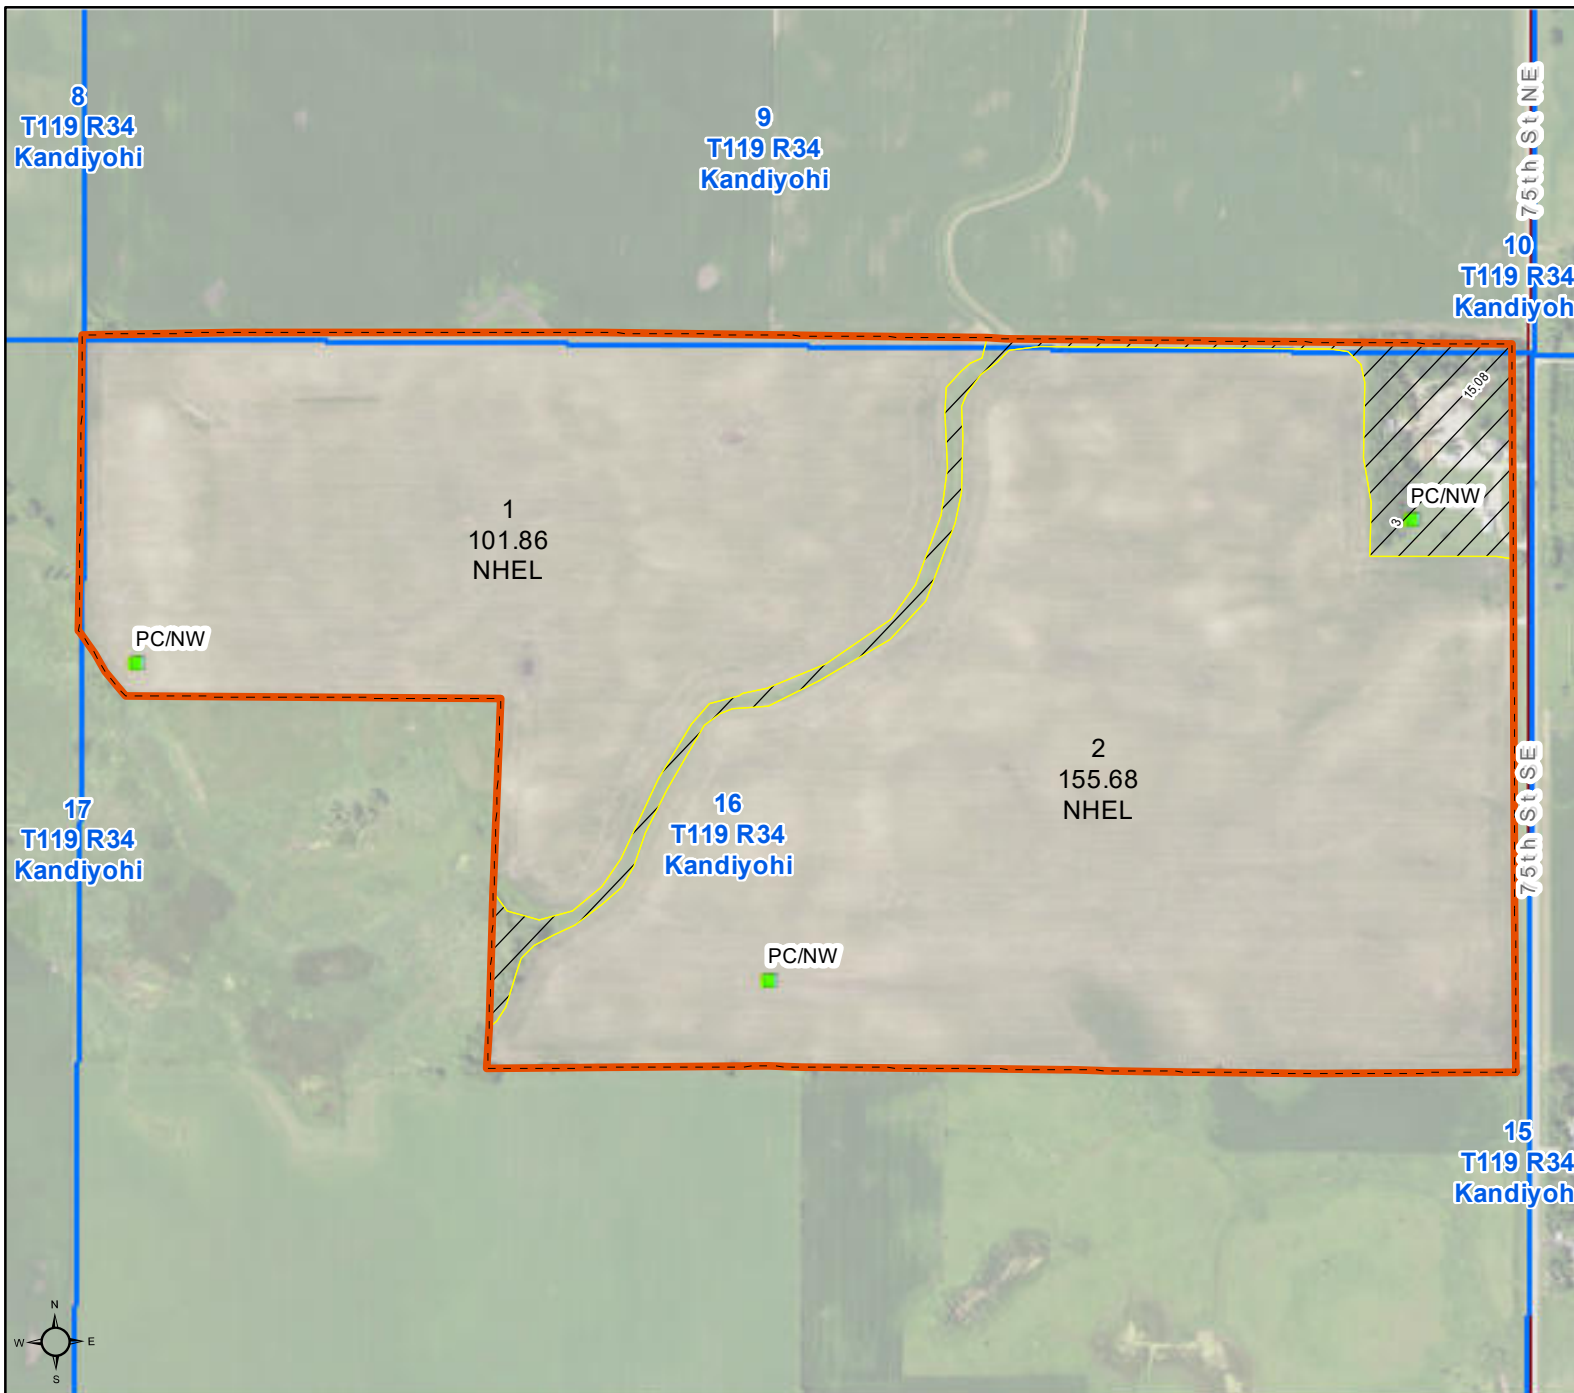 8
T119 R34
Kandiyohi
9
T119 R34
Kandiyohi
75th St NE
10
T119 R34
Kandiyoh
15.08
PC/NW
3
1
101.86
NHEL
PC/NW
2
155.68
NHEL
75th St SE
17
T119 R34
Kandiyohi
16
T119 R34
Kandiyohi
PC/NW
15
T119 R34
Kandiyoh
N
W
E
S